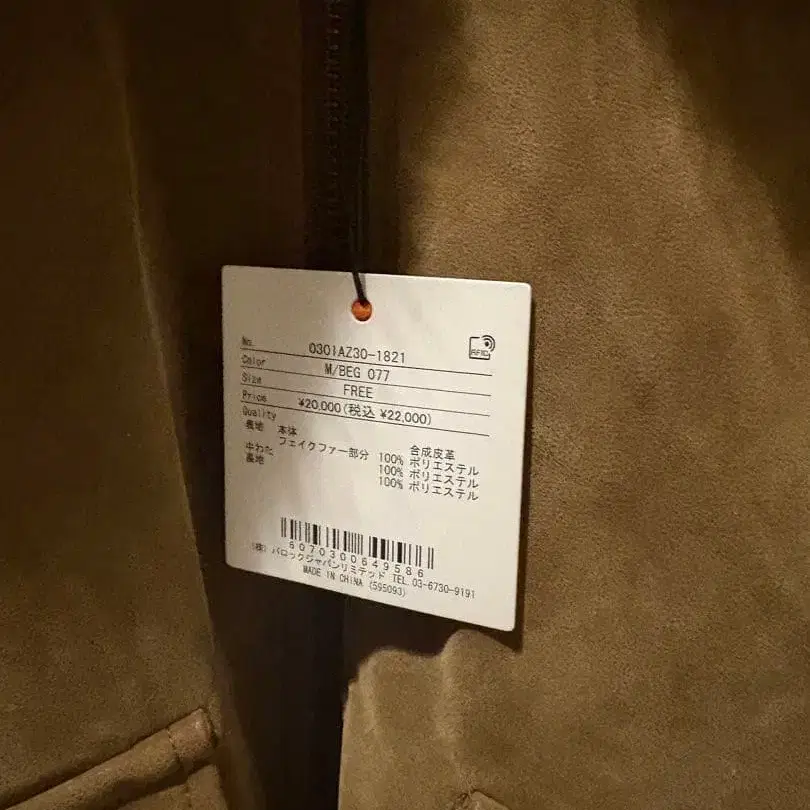 No. 0301AZ30-1821
RFID
Color M/BEG 077
Size FREE
Price ¥20,000(税込 ¥22,000)
Quality
表地 本体 合成皮革
フェイクファー部分 100% ポリエステル
中わた 100% ポリエステル
裏地 100% ポリエステル
6070300649586
(株)バロックジャパンリミテッド TEL.03-6730-9191
MADE IN CHINA (595093)